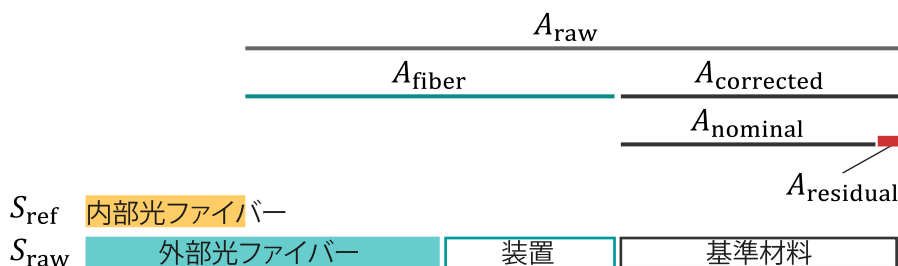 A_raw
A_fiber A_corrected
A_nominal
A_residual
S_ref 内部光ファイバー
S_raw 外部光ファイバー 装置 基準材料